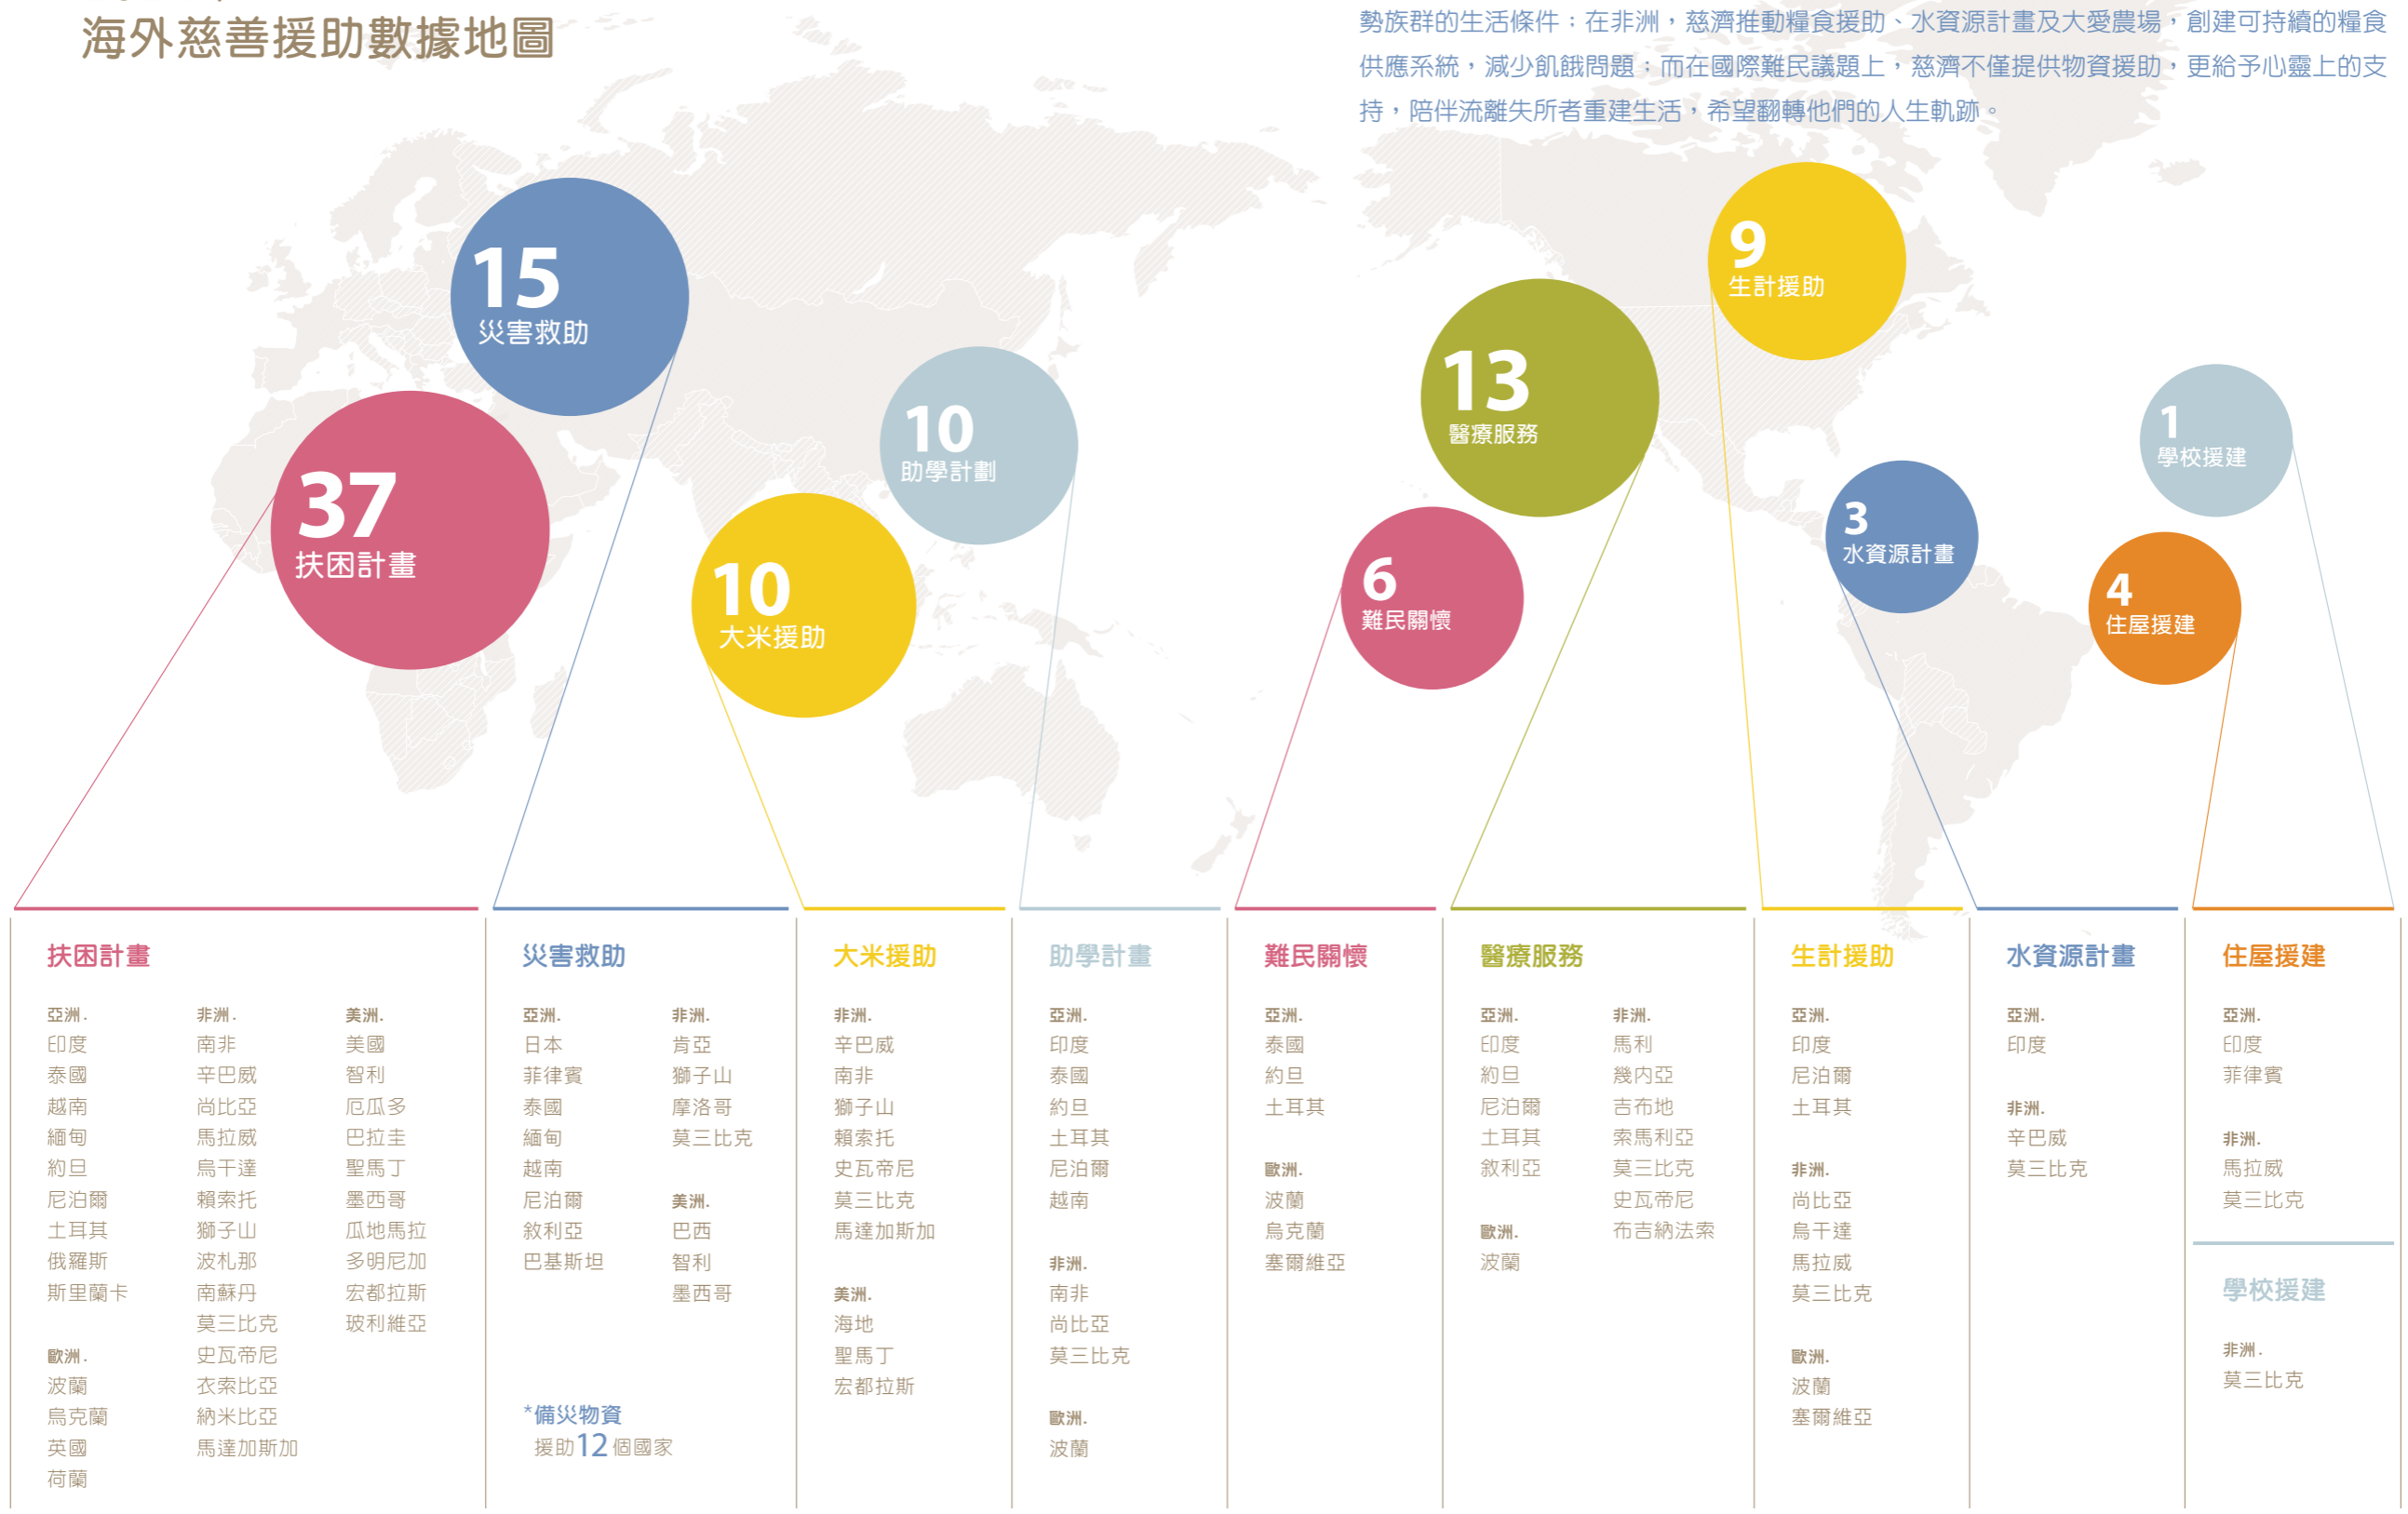 海外慈善援助數據地圖
勢族群的生活條件；在非洲，慈濟推動糧食援助、水資源計畫及大愛農場，創建可持續的糧食
供應系統，減少飢餓問題；而在國際難民議題上，慈濟不僅提供物資援助，更給予心靈上的支
持，陪伴流離失所者重建生活，希望翻轉他們的人生軌跡。
15
災害救助
37
扶困計畫
10
助學計劃
10
大米援助
13
醫療服務
9
生計援助
6
難民關懷
3
水資源計畫
1
學校援建
4
住屋援建
扶困計畫
亞洲.
印度
泰國
越南
緬甸
約旦
尼泊爾
土耳其
俄羅斯
斯里蘭卡
歐洲.
波蘭
烏克蘭
英國
荷蘭
非洲.
南非
辛巴威
尚比亞
馬拉威
烏干達
賴索托
獅子山
波札那
南蘇丹
莫三比克
史瓦帝尼
衣索比亞
納米比亞
馬達加斯加
美洲.
美國
智利
厄瓜多
巴拉圭
聖馬丁
墨西哥
瓜地馬拉
多明尼加
宏都拉斯
玻利維亞
災害救助
亞洲.
日本
菲律賓
泰國
緬甸
越南
尼泊爾
敘利亞
巴基斯坦
非洲.
肯亞
獅子山
摩洛哥
莫三比克
美洲.
巴西
智利
墨西哥
*備災物資
援助12個國家
大米援助
非洲.
辛巴威
南非
獅子山
賴索托
史瓦帝尼
莫三比克
馬達加斯加
美洲.
海地
聖馬丁
宏都拉斯
助學計畫
亞洲.
印度
泰國
約旦
土耳其
尼泊爾
越南
非洲.
南非
尚比亞
莫三比克
歐洲.
波蘭
難民關懷
亞洲.
泰國
約旦
土耳其
歐洲.
波蘭
烏克蘭
塞爾維亞
醫療服務
亞洲.
印度
約旦
尼泊爾
土耳其
敘利亞
歐洲.
波蘭
非洲.
馬利
幾內亞
吉布地
索馬利亞
莫三比克
史瓦帝尼
布吉納法索
生計援助
亞洲.
印度
尼泊爾
土耳其
非洲.
尚比亞
烏干達
馬拉威
莫三比克
歐洲.
波蘭
塞爾維亞
水資源計畫
亞洲.
印度
非洲.
辛巴威
莫三比克
住屋援建
亞洲.
印度
菲律賓
非洲.
馬拉威
莫三比克
學校援建
非洲.
莫三比克